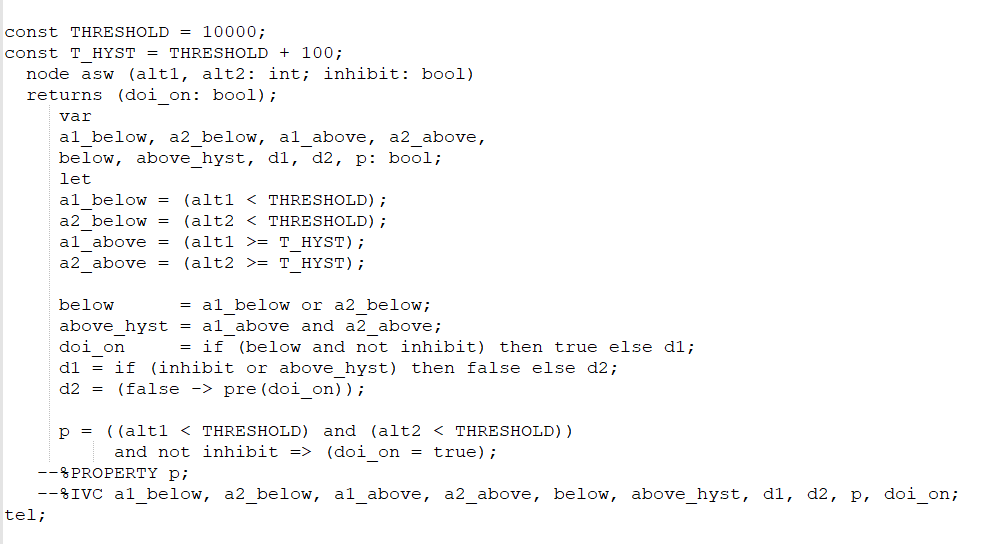 const THRESHOLD = 10000;
const T_HYST = THRESHOLD + 100;
node asw (alt1, alt2: int; inhibit: bool)
returns (doi_on: bool);
var
a1_below, a2_below, a1_above, a2_above,
below, above_hyst, d1, d2, p: bool;
let
a1_below = (alt1 < THRESHOLD);
a2_below = (alt2 < THRESHOLD);
a1_above = (alt1 >= T_HYST);
a2_above = (alt2 >= T_HYST);
below = a1_below or a2_below;
above_hyst = a1_above and a2_above;
doi_on = if (below and not inhibit) then true else d1;
d1 = if (inhibit or above_hyst) then false else d2;
d2 = (false -> pre(doi_on));
p = ((alt1 < THRESHOLD) and (alt2 < THRESHOLD))
and not inhibit => (doi_on = true);
--%PROPERTY p;
--%IVC a1_below, a2_below, a1_above, a2_above, below, above_hyst, d1, d2, p, doi_on;
tel;